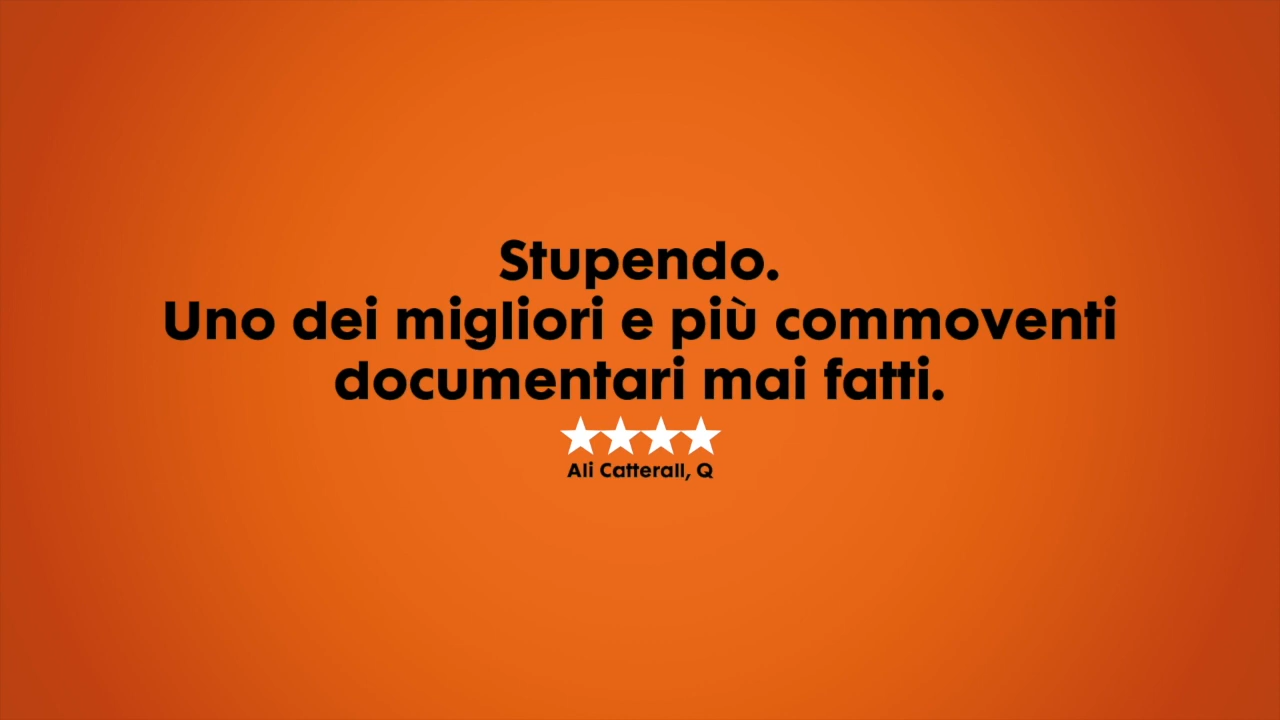 Stupendo.
Uno dei migliori e più commoventi
documentari mai fatti.
Ali Catterall, Q